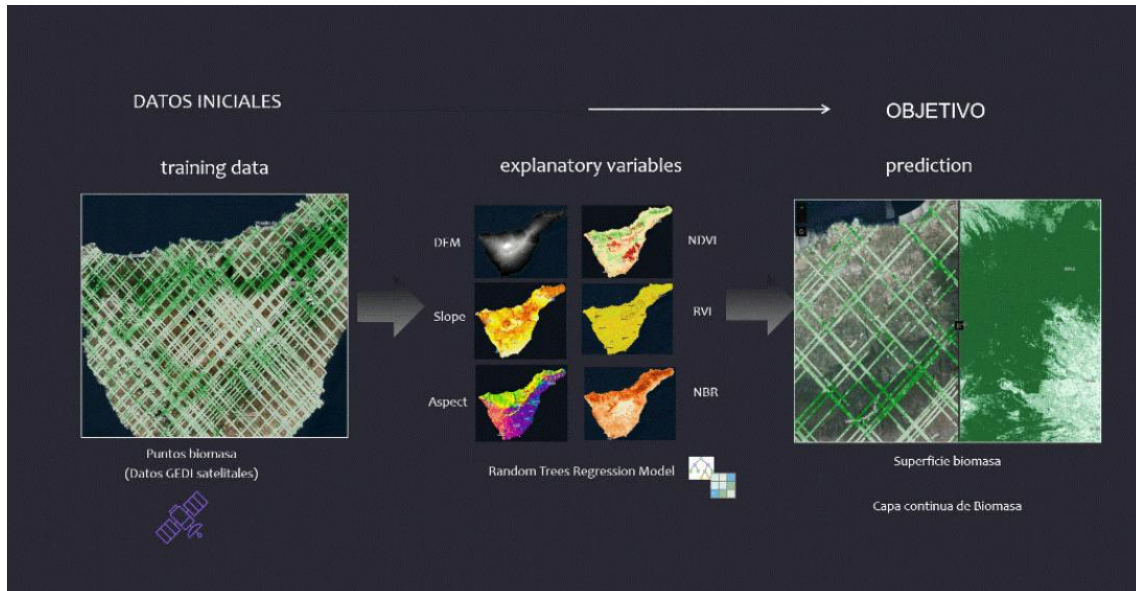 DATOS INICIALES
OBJETIVO
training data
explanatory variables
prediction
DEM
NDVI
Slope
RVI
Aspect
NBR
Puntos biomasa
(Datos GEDI satelitales)
Random Trees Regression Model
Superficie biomasa
Capa continua de Biomasa